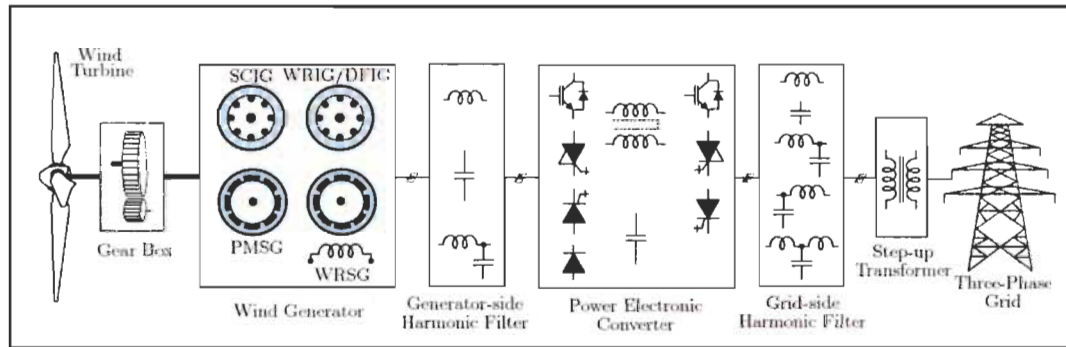 Wind
Turbine
SCIG
WRIG/DFIG
PMSG
WRSG
Gear Box
Wind Generator
Generator-side
Harmonic Filter
Power Electronic
Converter
Grid-side
Harmonic Filter
Step-up
Transformer
Three-Phase
Grid